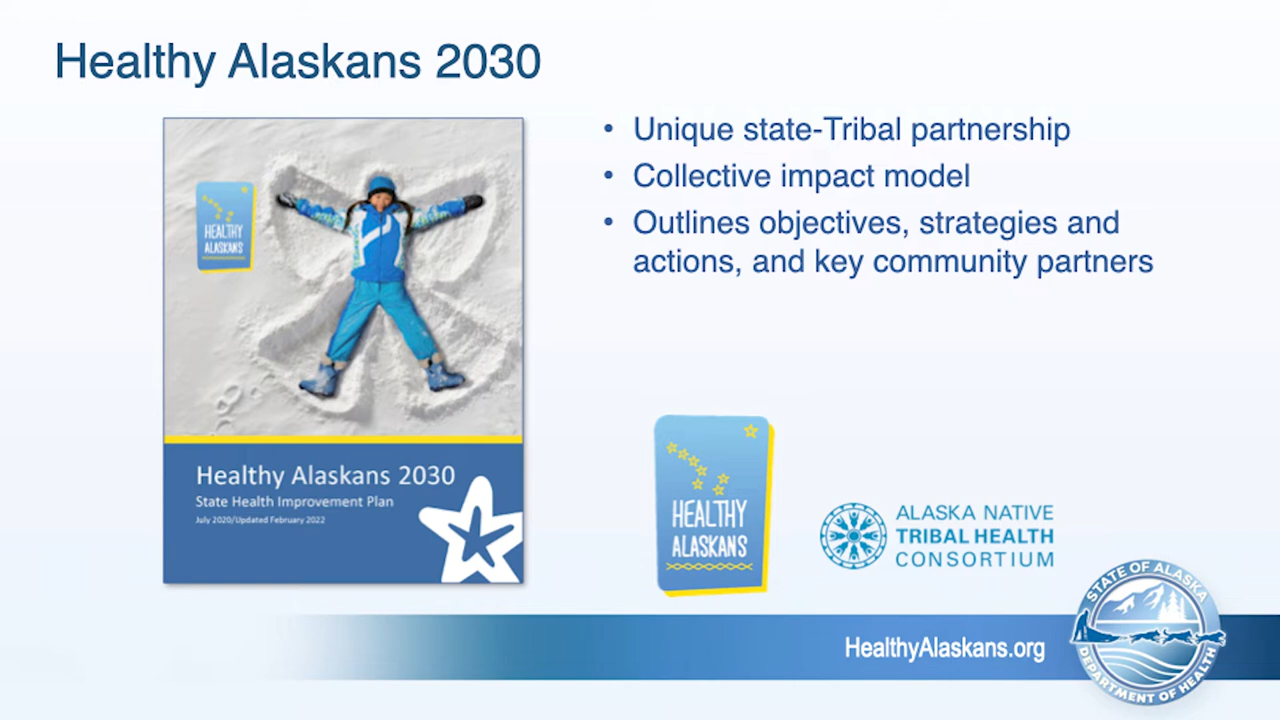 Healthy Alaskans 2030
HEALTHY
ALASKANS
Healthy Alaskans 2030
State Health Improvement Plan
July 2020/Updated February 2022
• Unique state-Tribal partnership
• Collective impact model
• Outlines objectives, strategies and
actions, and key community partners
HEALTHY
ALASKANS
ALASKA NATIVE
TRIBAL HEALTH
CONSORTIUM
HealthyAlaskans.org
STATE OF ALASKA
DEPARTMENT OF HEALTH